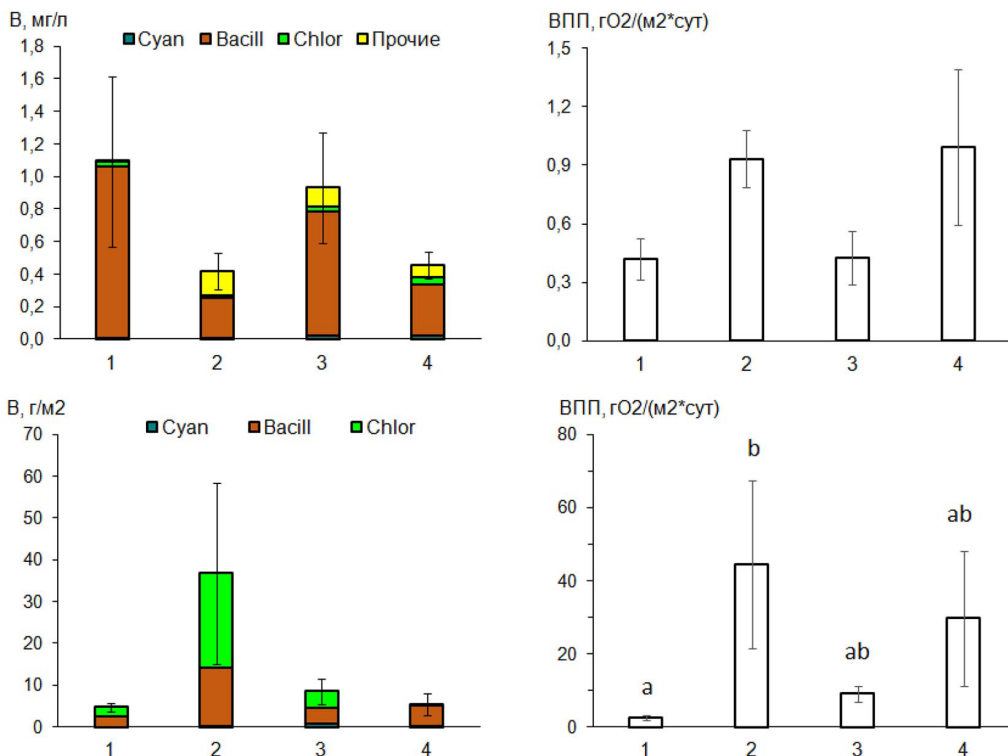 В, мг/л
Cyan Bacill Chlor Прочие
1,8
1,6
1,4
1,2
1,0
0,8
0,6
0,4
0,2
0,0
1 2 3 4
ВПП, гО2/(м2*сут)
1,5
1,2
0,9
0,6
0,3
0,0
1 2 3 4
В, г/м2
Cyan Bacill Chlor
70
60
50
40
30
20
10
0
1 2 3 4
ВПП, гО2/(м2*сут)
80
60
40
20
0
a b ab ab
1 2 3 4